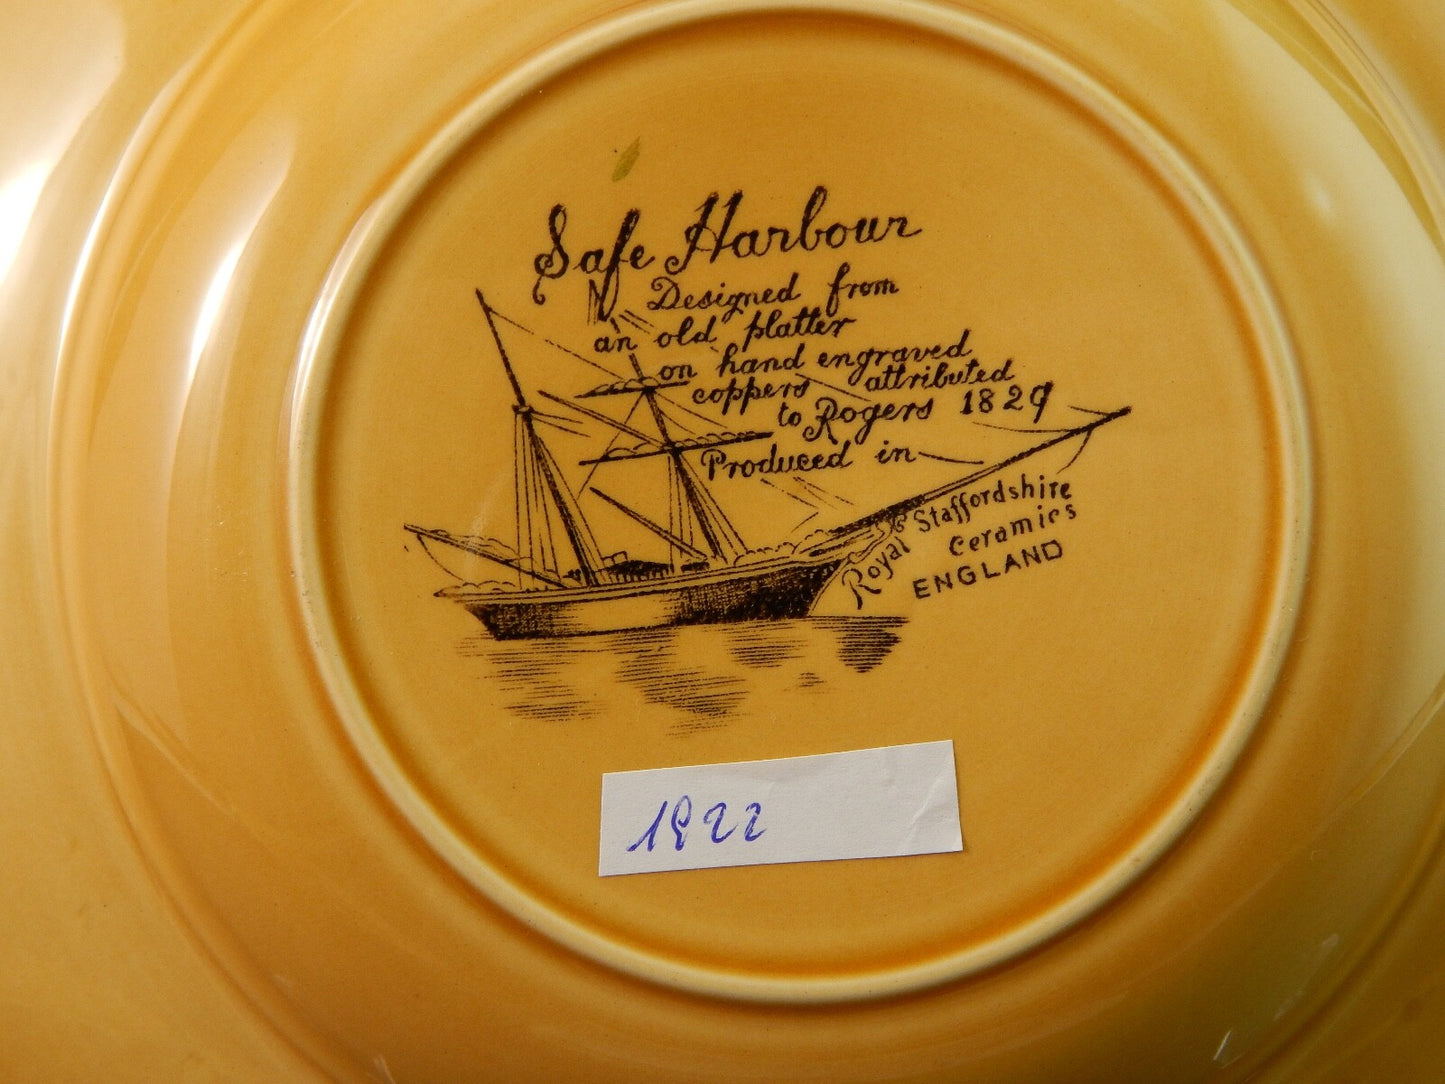 Safe Harbour
Designed from
an old platter
on hand engraved
coppers attributed
to Rogers 1829
Produced in
Royal Staffordshire
Ceramics
ENGLAND
1822